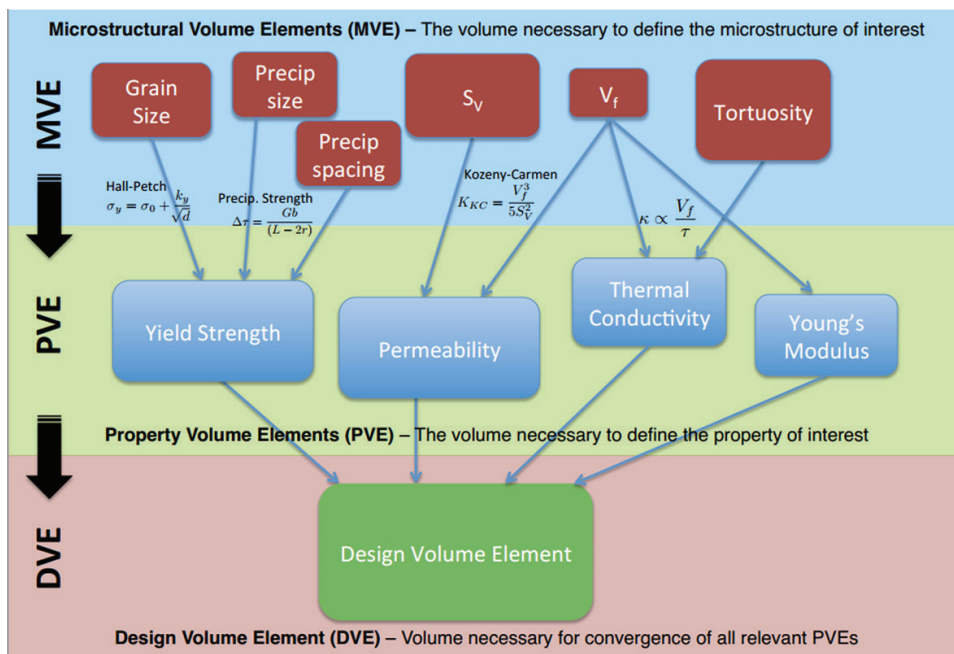 Microstructural Volume Elements (MVE) – The volume necessary to define the microstructure of interest
MVE
Grain
Size
Precip
size
Precip
spacing
S_V
V_f
Tortuosity
Hall-Petch
σ_y = σ_0 + k_y/√d
Precip. Strength
Δτ = Gb/(L − 2r)
Kozeny-Carmen
K_KC = V_f^3/5S_V^2
κ ∝ V_f/τ
PVE
Yield Strength
Permeability
Thermal
Conductivity
Young's
Modulus
Property Volume Elements (PVE) – The volume necessary to define the property of interest
DVE
Design Volume Element
Design Volume Element (DVE) – Volume necessary for convergence of all relevant PVEs